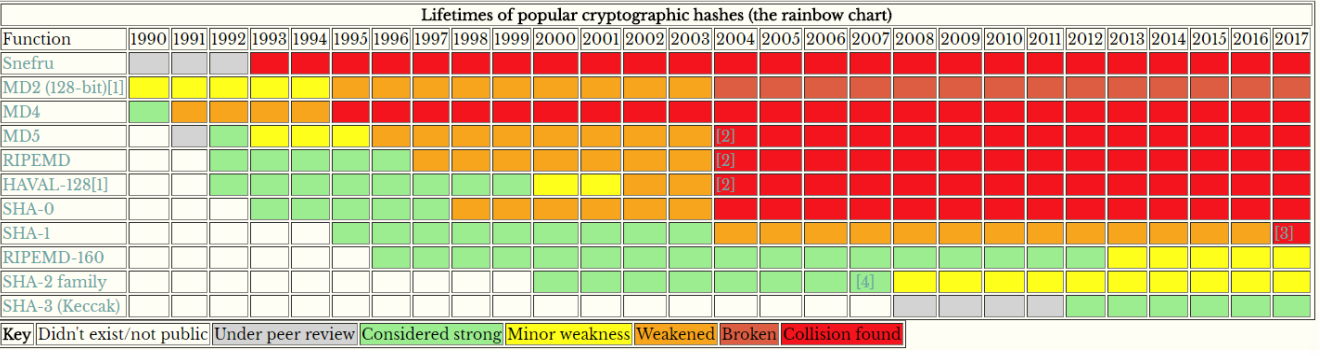 Lifetimes of popular cryptographic hashes (the rainbow chart)
Function 1990 1991 1992 1993 1994 1995 1996 1997 1998 1999 2000 2001 2002 2003 2004 2005 2006 2007 2008 2009 2010 2011 2012 2013 2014 2015 2016 2017
Snefru
MD2 (128-bit)[1]
MD4
MD5 [2]
RIPEMD [2]
HAVAL-128[1] [2]
SHA-0
SHA-1 [3]
RIPEMD-160
SHA-2 family [4]
SHA-3 (Keccak)
Key Didn't exist/not public Under peer review Considered strong Minor weakness Weakened Broken Collision found